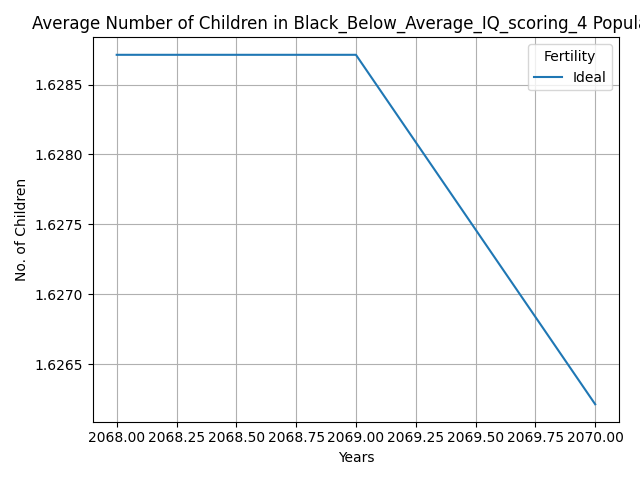 Average Number of Children in Black_Below_Average_IQ_scoring_4
Fertility
Ideal
No. of Children
1.6285
1.6280
1.6275
1.6270
1.6265
2068.00 2068.25 2068.50 2068.75 2069.00 2069.25 2069.50 2069.75 2070.00
Years